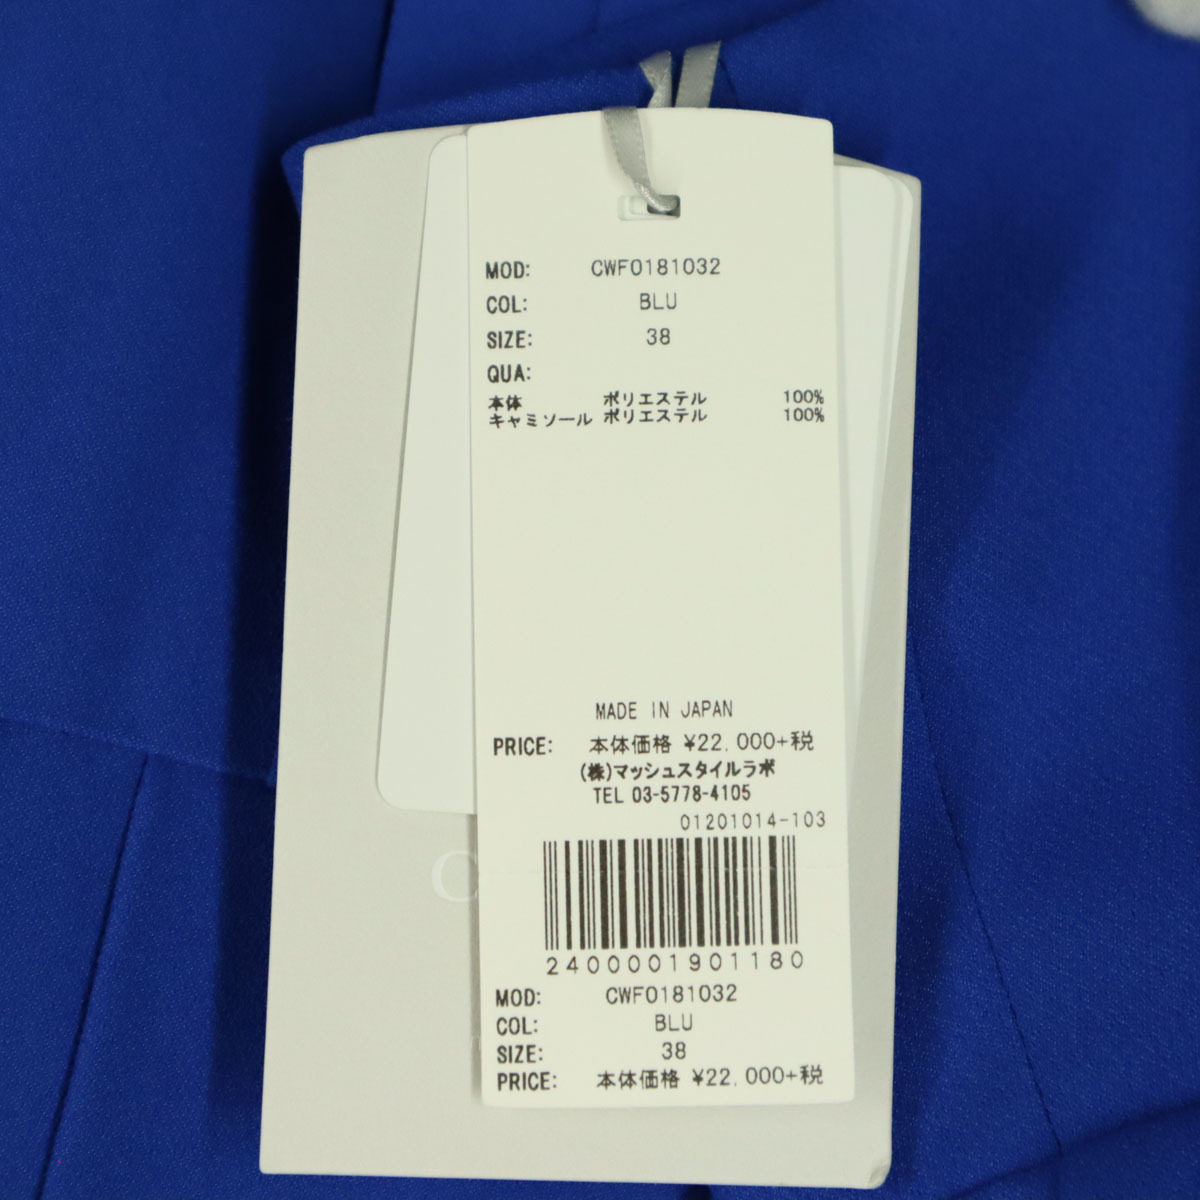 MOD: CWF0181032
COL: BLU
SIZE: 38
QUA:
本体 ポリエステル 100%
キャミソール ポリエステル 100%
MADE IN JAPAN
PRICE: 本体価格 ¥22,000+税
(株)マッシュスタイルラボ
TEL 03-5778-4105
01201014-103
2400001901180
MOD: CWF0181032
COL: BLU
SIZE: 38
PRICE: 本体価格 ¥22,000+税